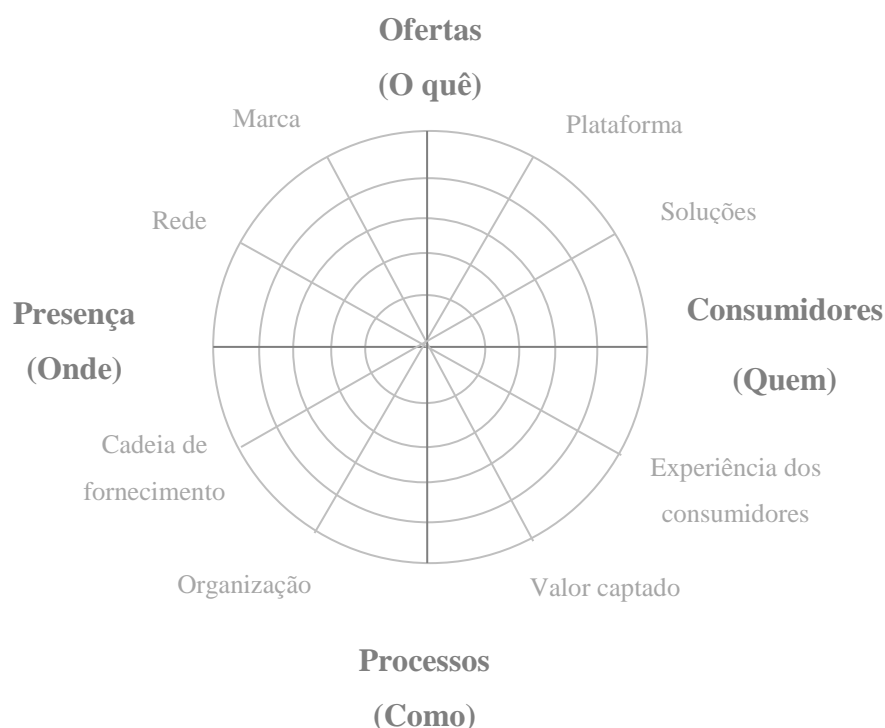 Ofertas
(O quê)
Marca
Plataforma
Rede
Soluções
Presença
(Onde)
Consumidores
(Quem)
Cadeia de
fornecimento
Experiência dos
consumidores
Organização
Valor captado
Processos
(Como)